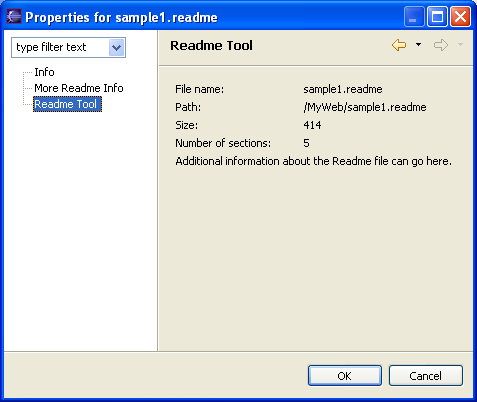 Properties for sample1.readme
type filter text
Readme Tool
Info
More Readme Info
Readme Tool
File name: sample1.readme
Path: /MyWeb/sample1.readme
Size: 414
Number of sections: 5
Additional information about the Readme file can go here.
OK Cancel